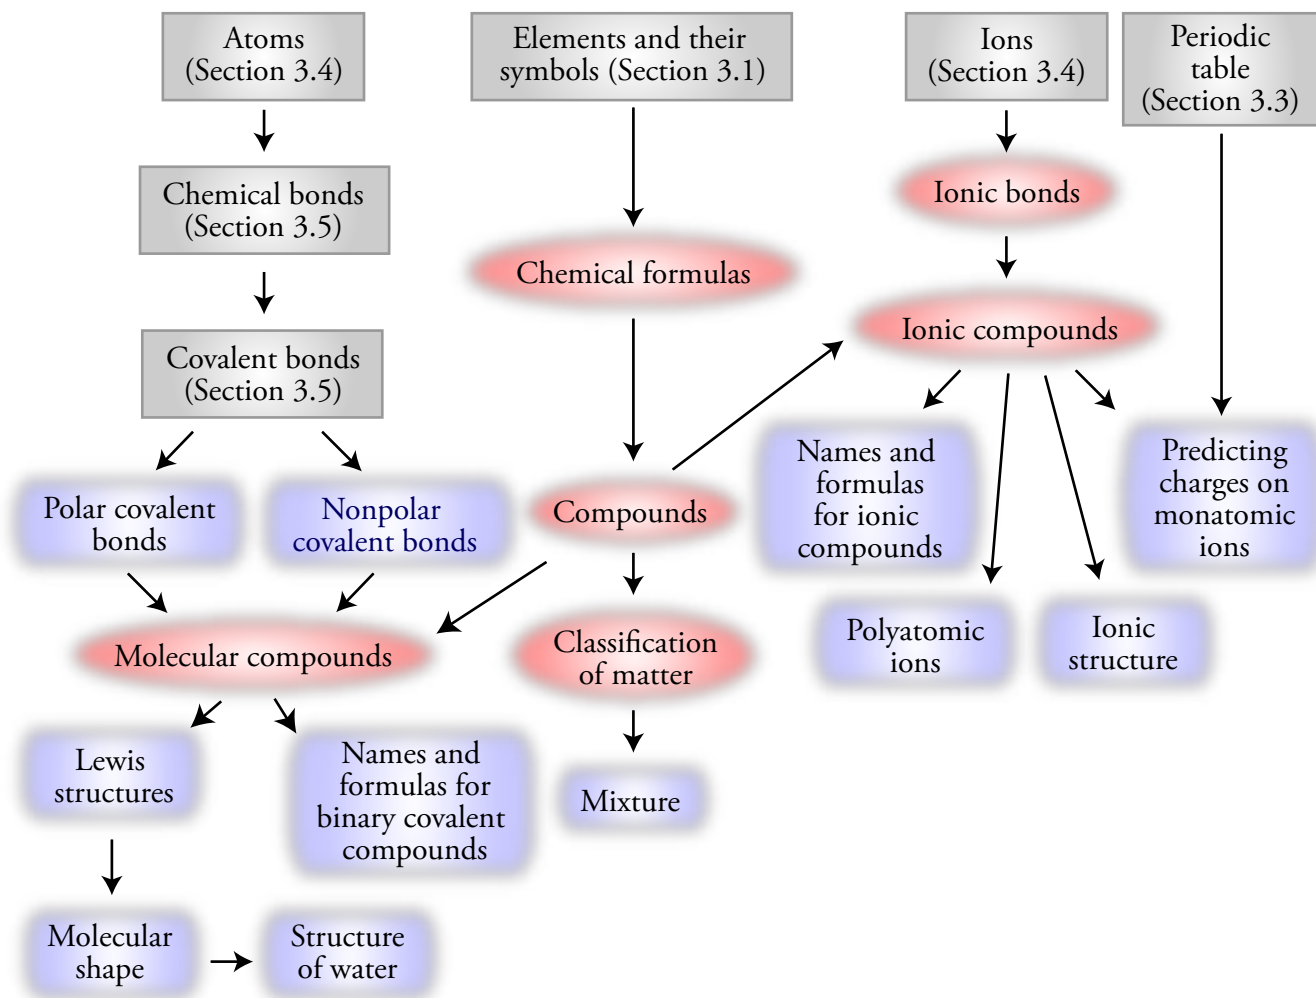 Atoms
(Section 3.4)
Elements and their
symbols (Section 3.1)
Ions
(Section 3.4)
Periodic
table
(Section 3.3)
Chemical bonds
(Section 3.5)
Ionic bonds
Chemical formulas
Ionic compounds
Covalent bonds
(Section 3.5)
Polar covalent
bonds
Nonpolar
covalent bonds
Compounds
Names and
formulas
for ionic
compounds
Predicting
charges on
monatomic
ions
Molecular compounds
Classification
of matter
Polyatomic
ions
Ionic
structure
Lewis
structures
Names and
formulas for
binary covalent
compounds
Mixture
Molecular
shape
Structure
of water